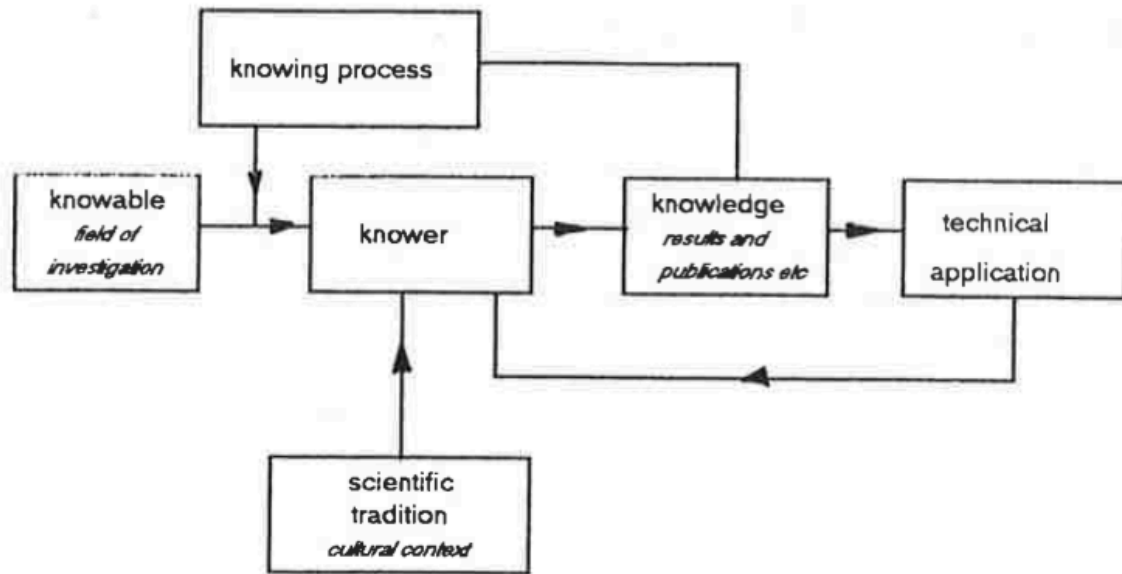 knowing process
knowable
field of
investigation
knower
knowledge
results and
publications etc
technical
application
scientific
tradition
cultural context